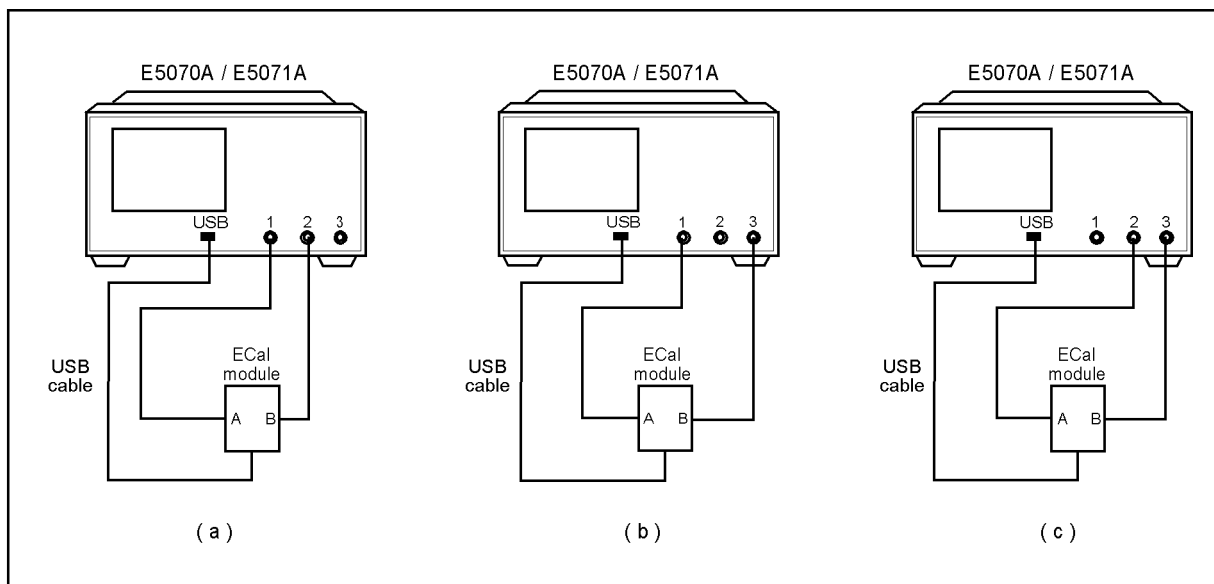 E5070A / E5071A
USB
1
2
3
USB
cable
ECal
module
A
B
( a )
E5070A / E5071A
USB
1
2
3
USB
cable
ECal
module
A
B
( b )
E5070A / E5071A
USB
1
2
3
USB
cable
ECal
module
A
B
( c )